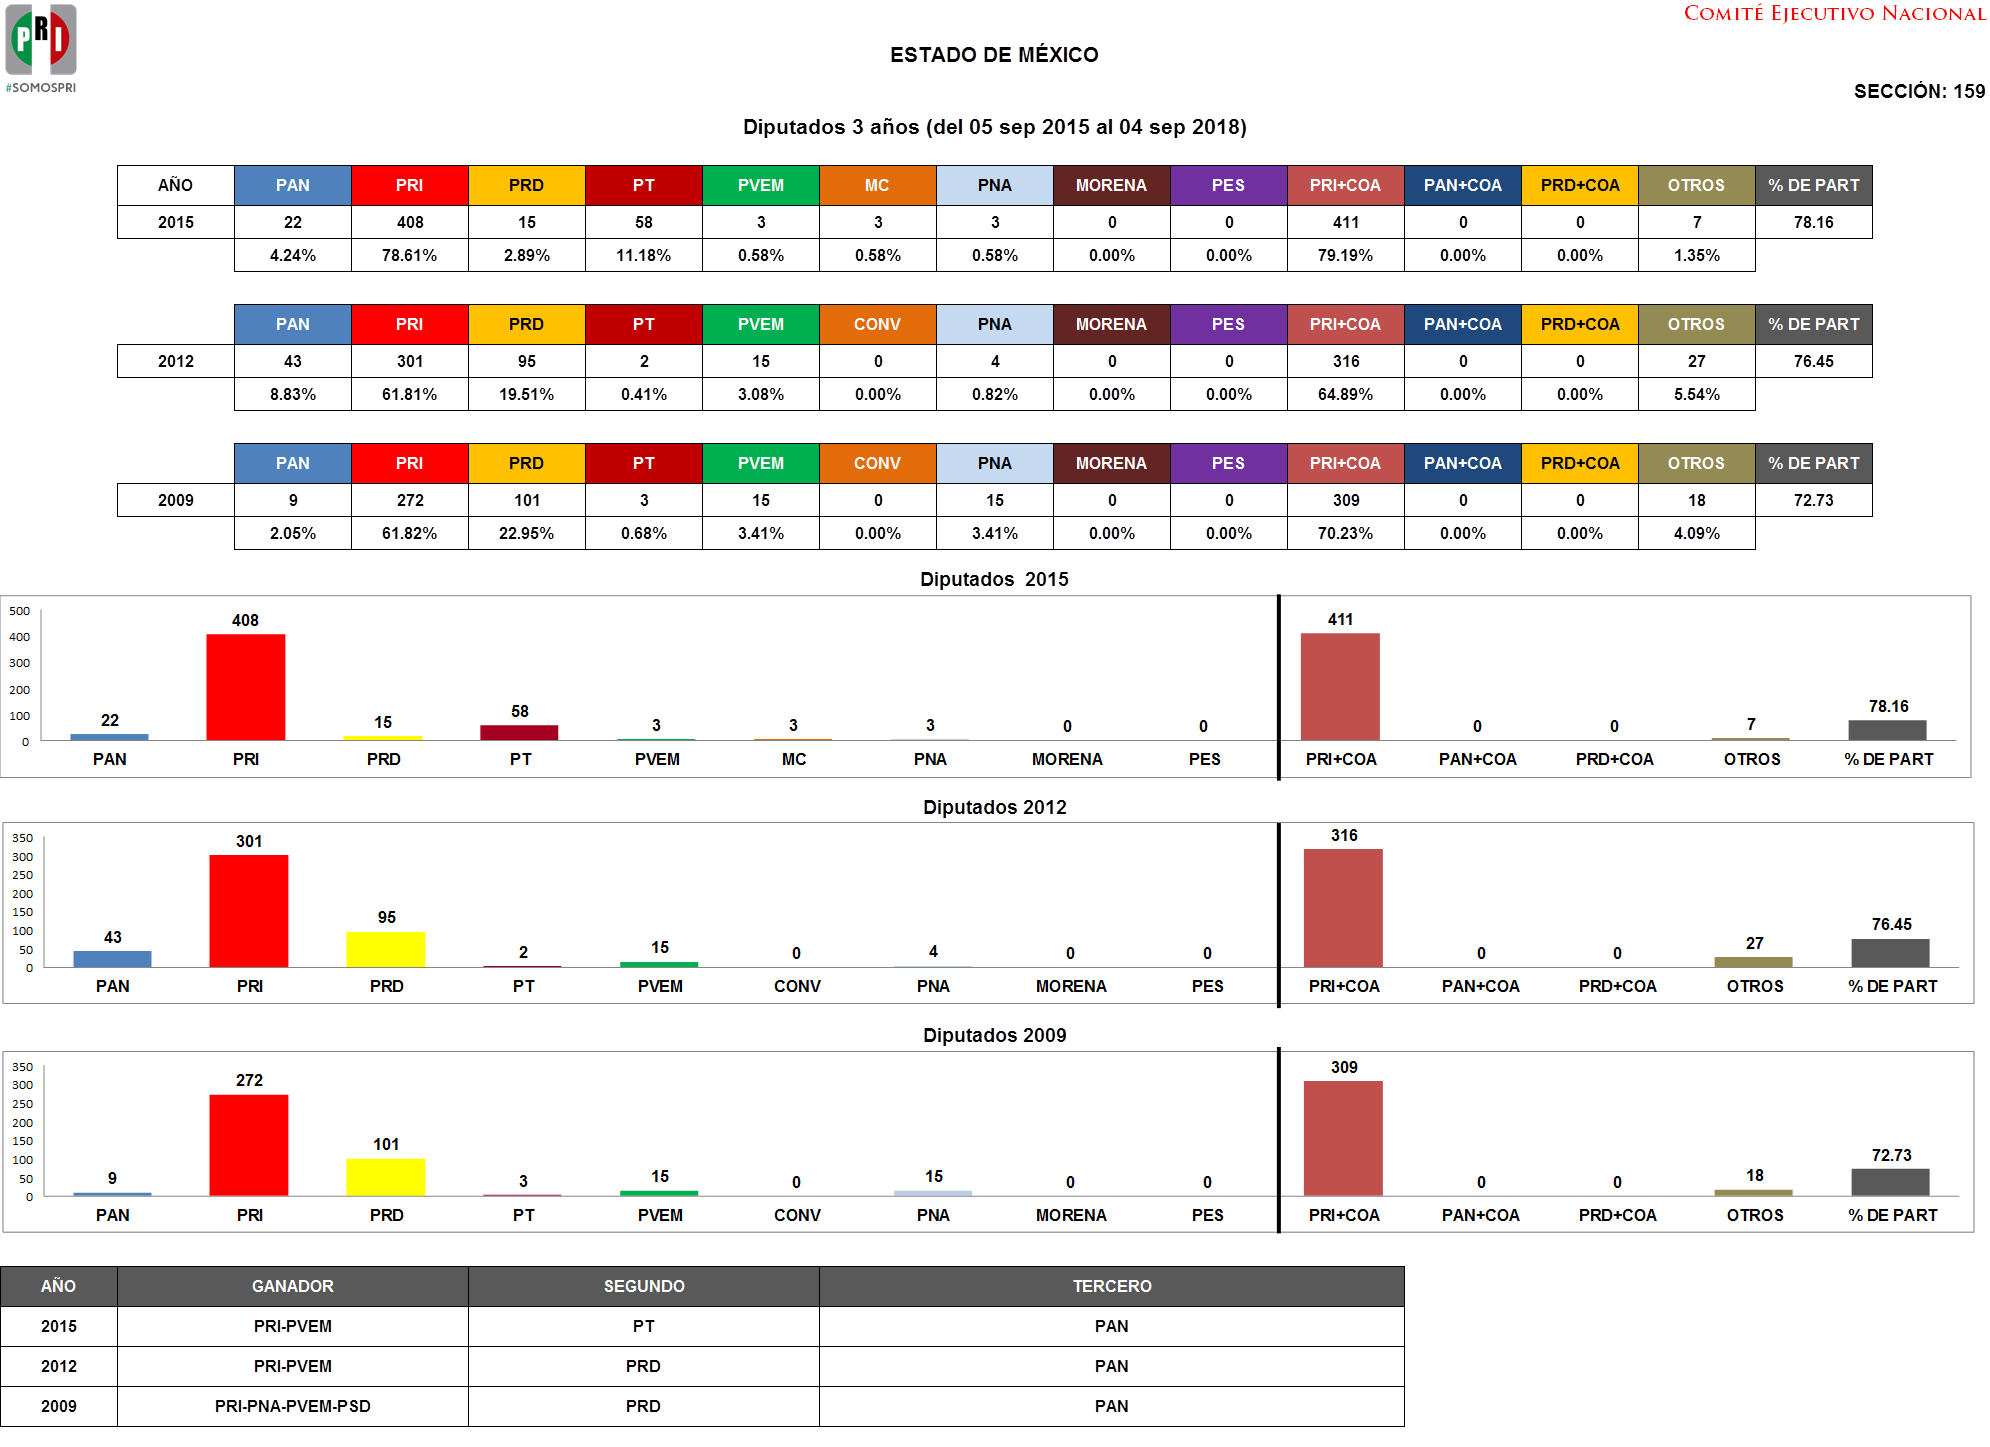 PRI
#SOMOSPRI
COMITÉ EJECUTIVO NACIONAL
ESTADO DE MÉXICO
SECCIÓN: 159
Diputados 3 años (del 05 sep 2015 al 04 sep 2018)
AÑO PAN PRI PRD PT PVEM MC PNA MORENA PES PRI+COA PAN+COA PRD+COA OTROS % DE PART
2015 22 408 15 58 3 3 3 0 0 411 0 0 7 78.16
4.24% 78.61% 2.89% 11.18% 0.58% 0.58% 0.58% 0.00% 0.00% 79.19% 0.00% 0.00% 1.35%
PAN PRI PRD PT PVEM CONV PNA MORENA PES PRI+COA PAN+COA PRD+COA OTROS % DE PART
2012 43 301 95 2 15 0 4 0 0 316 0 0 27 76.45
8.83% 61.81% 19.51% 0.41% 3.08% 0.00% 0.82% 0.00% 0.00% 64.89% 0.00% 0.00% 5.54%
PAN PRI PRD PT PVEM CONV PNA MORENA PES PRI+COA PAN+COA PRD+COA OTROS % DE PART
2009 9 272 101 3 15 0 15 0 0 309 0 0 18 72.73
2.05% 61.82% 22.95% 0.68% 3.41% 0.00% 3.41% 0.00% 0.00% 70.23% 0.00% 0.00% 4.09%
Diputados 2015
500
400
300
200
100
0
22 408 15 58 3 3 3 0 0 411 0 0 7 78.16
PAN PRI PRD PT PVEM MC PNA MORENA PES PRI+COA PAN+COA PRD+COA OTROS % DE PART
Diputados 2012
350
300
250
200
150
100
50
0
43 301 95 2 15 0 4 0 0 316 0 0 27 76.45
PAN PRI PRD PT PVEM CONV PNA MORENA PES PRI+COA PAN+COA PRD+COA OTROS % DE PART
Diputados 2009
350
300
250
200
150
100
50
0
9 272 101 3 15 0 15 0 0 309 0 0 18 72.73
PAN PRI PRD PT PVEM CONV PNA MORENA PES PRI+COA PAN+COA PRD+COA OTROS % DE PART
AÑO GANADOR SEGUNDO TERCERO
2015 PRI-PVEM PT PAN
2012 PRI-PVEM PRD PAN
2009 PRI-PNA-PVEM-PSD PRD PAN